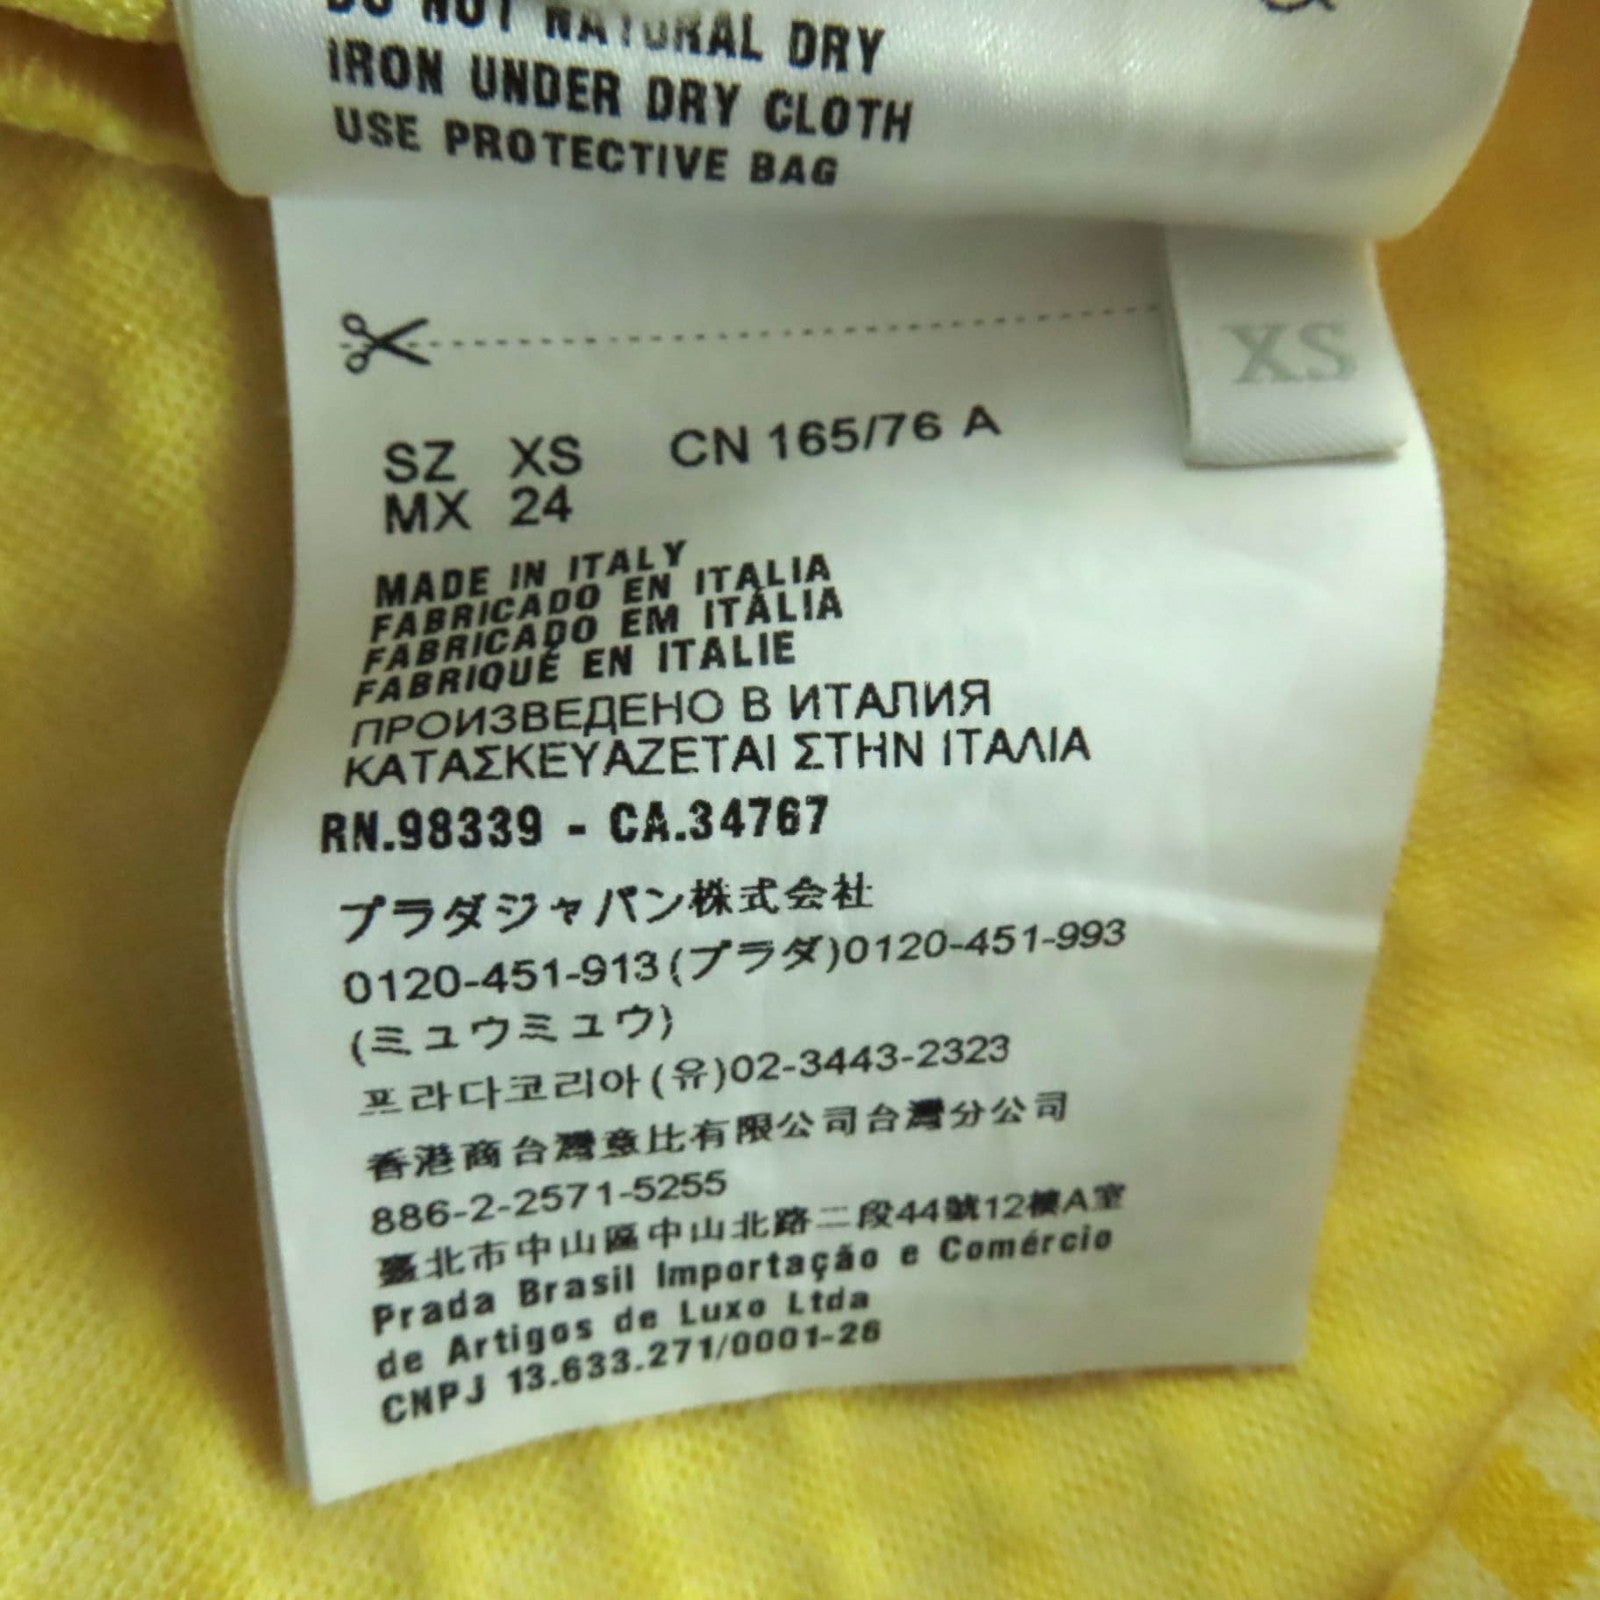 DO NOT NATURAL DRY
IRON UNDER DRY CLOTH
USE PROTECTIVE BAG
XS
SZ XS CN 165/76 A
MX 24
MADE IN ITALY
FABRICADO EN ITALIA
FABRICADO EM ITÀLIA
FABRIQUÉ EN ITALIE
ПРОИЗВЕДЕНО В ИТАЛИЯ
ΚΑΤΑΣΚΕΥΑΖΕΤΑΙ ΣΤΗΝ ΙΤΑΛΙΑ
RN.98339 - CA.34767
プラダジャパン株式会社
0120-451-913(プラダ)0120-451-993
(ミュウミュウ)
프라다코리아(유)02-3443-2323
香港商台灣意比有限公司台灣分公司
886-2-2571-5255
臺北市中山區中山北路二段44號12樓A室
Prada Brasil Importação e Comércio
de Artigos de Luxo Ltda
CNPJ 13.633.271/0001-26